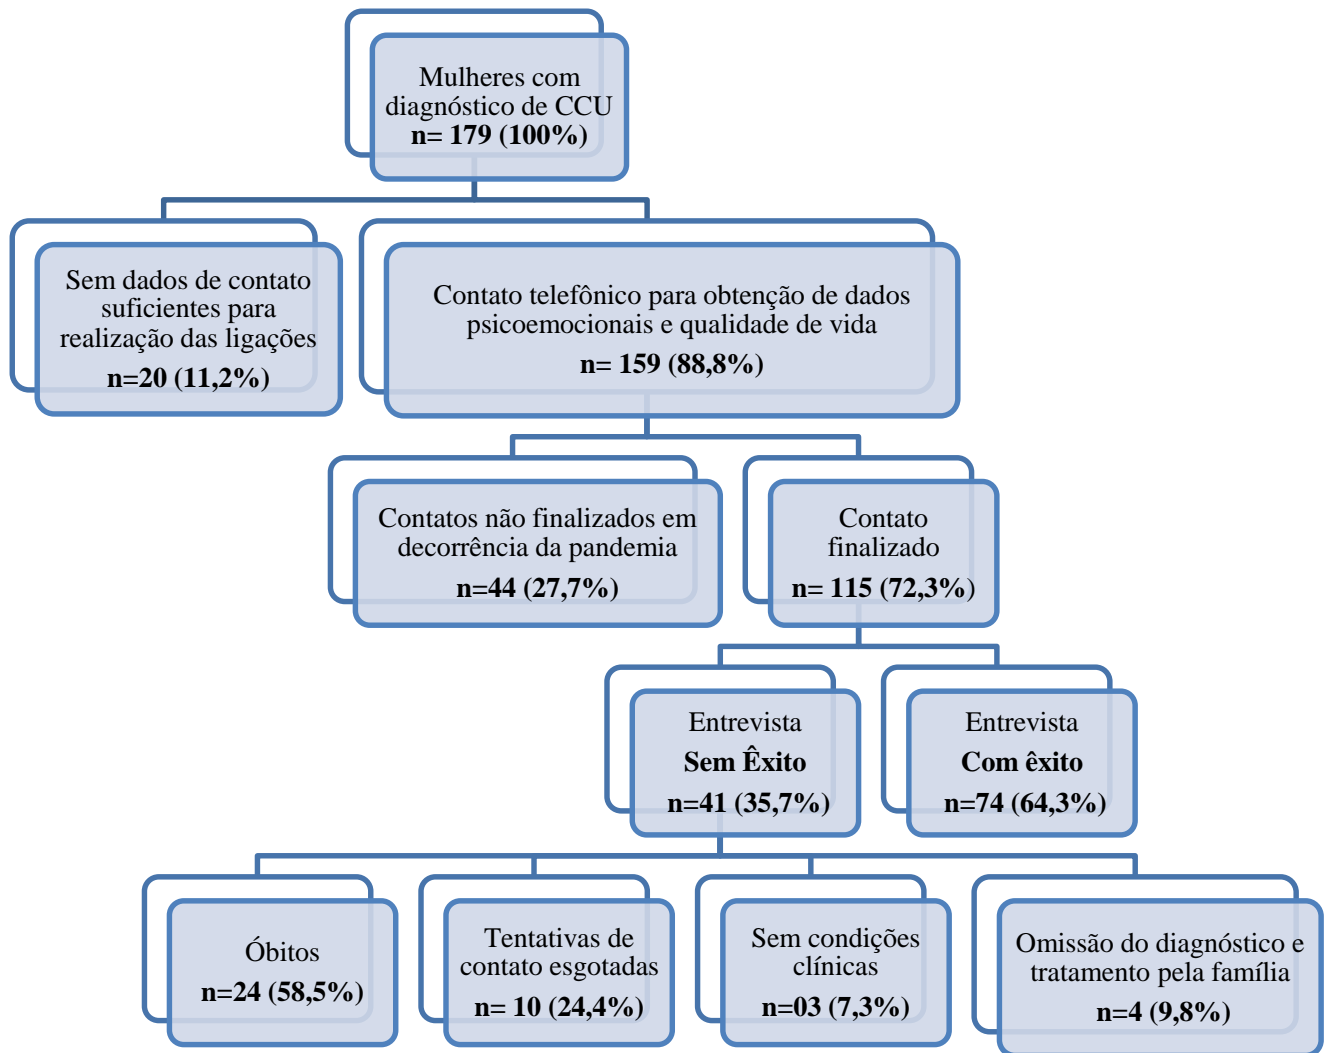 Mulheres com
diagnóstico de CCU
n= 179 (100%)
Sem dados de contato
suficientes para
realização das ligações
n=20 (11,2%)
Contato telefônico para obtenção de dados
psicoemocionais e qualidade de vida
n= 159 (88,8%)
Contatos não finalizados em
decorrência da pandemia
n=44 (27,7%)
Contato
finalizado
n= 115 (72,3%)
Entrevista
Sem Êxito
n=41 (35,7%)
Entrevista
Com êxito
n=74 (64,3%)
Óbitos
n=24 (58,5%)
Tentativas de
contato esgotadas
n= 10 (24,4%)
Sem condições
clínicas
n=03 (7,3%)
Omissão do diagnóstico e
tratamento pela família
n=4 (9,8%)